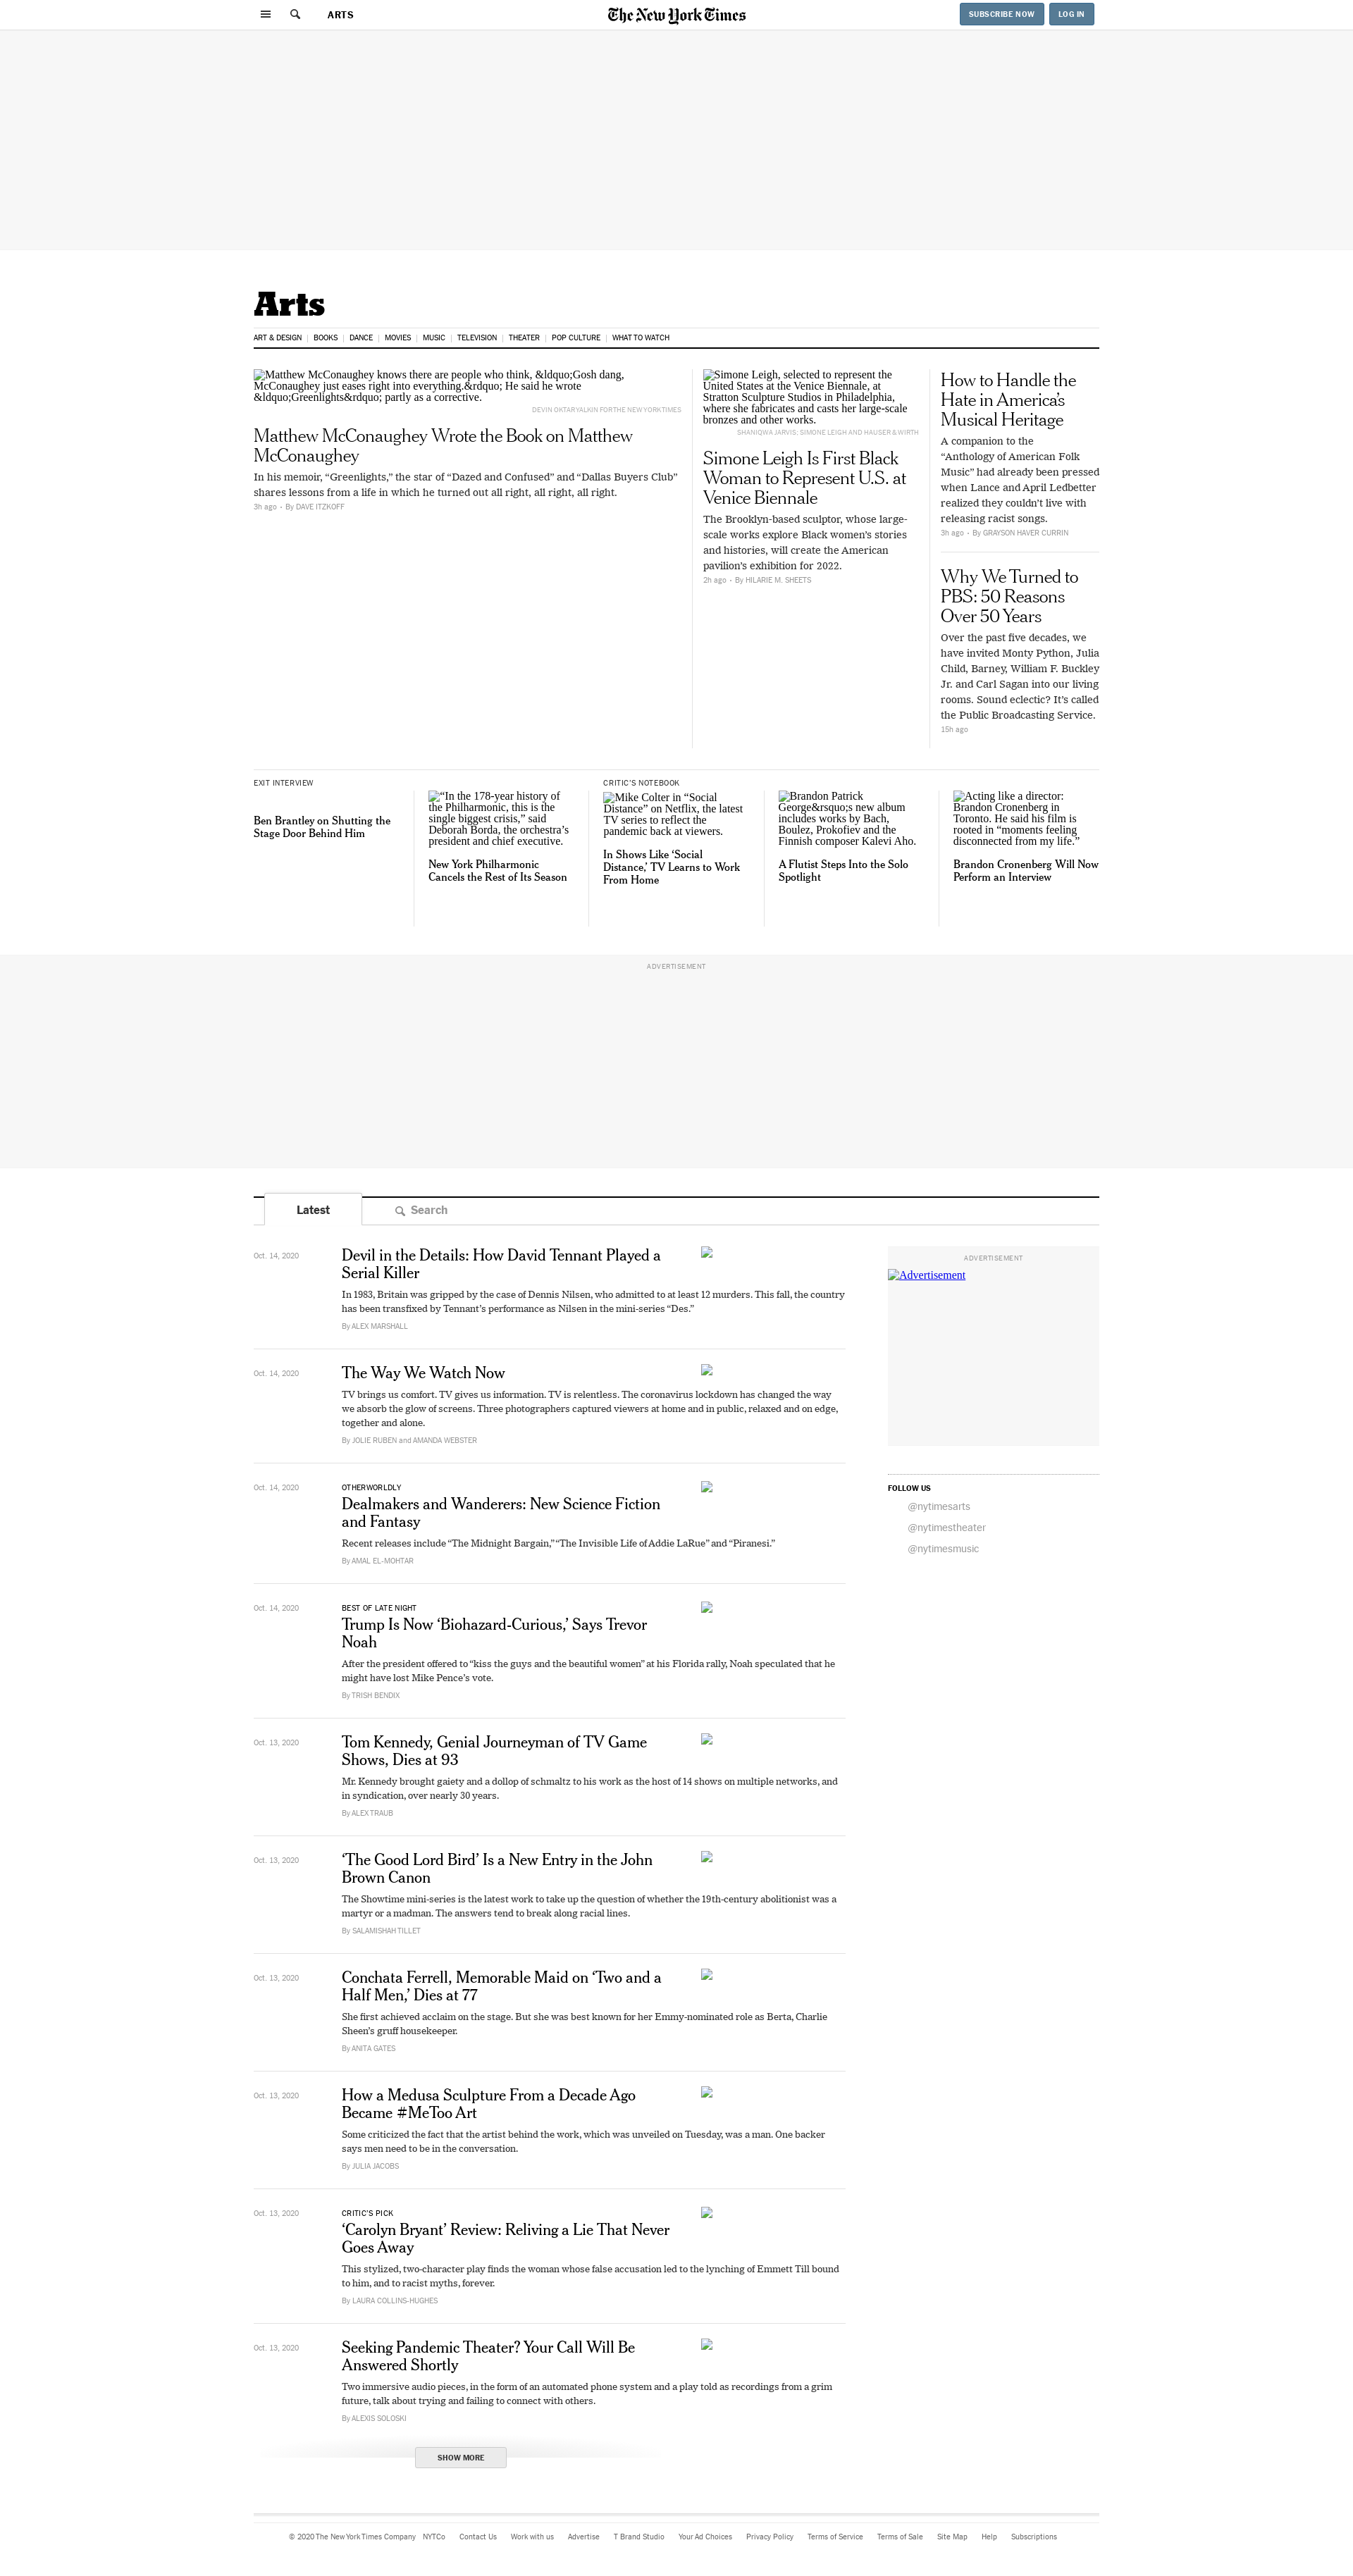 ARTS
The New York Times
SUBSCRIBE NOW
LOG IN
Arts
ART & DESIGN | BOOKS | DANCE | MOVIES | MUSIC | TELEVISION | THEATER | POP CULTURE | WHAT TO WATCH
Matthew McConaughey knows there are people who think, &ldquo;Gosh dang,
McConaughey just eases right into everything.&rdquo; He said he wrote
&ldquo;Greenlights&rdquo; partly as a corrective.
DEVIN OKTAR YALKIN FOR THE NEW YORK TIMES
Matthew McConaughey Wrote the Book on Matthew
McConaughey
In his memoir, “Greenlights,” the star of “Dazed and Confused” and “Dallas Buyers Club”
shares lessons from a life in which he turned out all right, all right, all right.
3h ago • By DAVE ITZKOFF
Simone Leigh, selected to represent the
United States at the Venice Biennale, at
Stratton Sculpture Studios in Philadelphia,
where she fabricates and casts her large-scale
bronzes and other works.
SHANIQWA JARVIS; SIMONE LEIGH AND HAUSER & WIRTH
Simone Leigh Is First Black
Woman to Represent U.S. at
Venice Biennale
The Brooklyn-based sculptor, whose large-
scale works explore Black women’s stories
and histories, will create the American
pavilion’s exhibition for 2022.
2h ago • By HILARIE M. SHEETS
How to Handle the
Hate in America’s
Musical Heritage
A companion to the
“Anthology of American Folk
Music” had already been pressed
when Lance and April Ledbetter
realized they couldn’t live with
releasing racist songs.
3h ago • By GRAYSON HAVER CURRIN
Why We Turned to
PBS: 50 Reasons
Over 50 Years
Over the past five decades, we
have invited Monty Python, Julia
Child, Barney, William F. Buckley
Jr. and Carl Sagan into our living
rooms. Sound eclectic? It’s called
the Public Broadcasting Service.
15h ago
EXIT INTERVIEW
Ben Brantley on Shutting the
Stage Door Behind Him
“In the 178-year history of
the Philharmonic, this is the
single biggest crisis,” said
Deborah Borda, the orchestra’s
president and chief executive.
New York Philharmonic
Cancels the Rest of Its Season
CRITIC’S NOTEBOOK
Mike Colter in “Social
Distance” on Netflix, the latest
TV series to reflect the
pandemic back at viewers.
In Shows Like ‘Social
Distance,’ TV Learns to Work
From Home
Brandon Patrick
George&rsquo;s new album
includes works by Bach,
Boulez, Prokofiev and the
Finnish composer Kalevi Aho.
A Flutist Steps Into the Solo
Spotlight
Acting like a director:
Brandon Cronenberg in
Toronto. He said his film is
rooted in “moments feeling
disconnected from my life.”
Brandon Cronenberg Will Now
Perform an Interview
ADVERTISEMENT
Latest
Search
Oct. 14, 2020
Devil in the Details: How David Tennant Played a
Serial Killer
In 1983, Britain was gripped by the case of Dennis Nilsen, who admitted to at least 12 murders. This fall, the country
has been transfixed by Tennant’s performance as Nilsen in the mini-series “Des.”
By ALEX MARSHALL
Oct. 14, 2020
The Way We Watch Now
TV brings us comfort. TV gives us information. TV is relentless. The coronavirus lockdown has changed the way
we absorb the glow of screens. Three photographers captured viewers at home and in public, relaxed and on edge,
together and alone.
By JOLIE RUBEN and AMANDA WEBSTER
Oct. 14, 2020
OTHERWORLDLY
Dealmakers and Wanderers: New Science Fiction
and Fantasy
Recent releases include “The Midnight Bargain,” “The Invisible Life of Addie LaRue” and “Piranesi.”
By AMAL EL-MOHTAR
Oct. 14, 2020
BEST OF LATE NIGHT
Trump Is Now ‘Biohazard-Curious,’ Says Trevor
Noah
After the president offered to “kiss the guys and the beautiful women” at his Florida rally, Noah speculated that he
might have lost Mike Pence’s vote.
By TRISH BENDIX
Oct. 13, 2020
Tom Kennedy, Genial Journeyman of TV Game
Shows, Dies at 93
Mr. Kennedy brought gaiety and a dollop of schmaltz to his work as the host of 14 shows on multiple networks, and
in syndication, over nearly 30 years.
By ALEX TRAUB
Oct. 13, 2020
‘The Good Lord Bird’ Is a New Entry in the John
Brown Canon
The Showtime mini-series is the latest work to take up the question of whether the 19th-century abolitionist was a
martyr or a madman. The answers tend to break along racial lines.
By SALAMISHAH TILLET
Oct. 13, 2020
Conchata Ferrell, Memorable Maid on ‘Two and a
Half Men,’ Dies at 77
She first achieved acclaim on the stage. But she was best known for her Emmy-nominated role as Berta, Charlie
Sheen’s gruff housekeeper.
By ANITA GATES
Oct. 13, 2020
How a Medusa Sculpture From a Decade Ago
Became #MeToo Art
Some criticized the fact that the artist behind the work, which was unveiled on Tuesday, was a man. One backer
says men need to be in the conversation.
By JULIA JACOBS
Oct. 13, 2020
CRITIC’S PICK
‘Carolyn Bryant’ Review: Reliving a Lie That Never
Goes Away
This stylized, two-character play finds the woman whose false accusation led to the lynching of Emmett Till bound
to him, and to racist myths, forever.
By LAURA COLLINS-HUGHES
Oct. 13, 2020
Seeking Pandemic Theater? Your Call Will Be
Answered Shortly
Two immersive audio pieces, in the form of an automated phone system and a play told as recordings from a grim
future, talk about trying and failing to connect with others.
By ALEXIS SOLOSKI
SHOW MORE
ADVERTISEMENT
Advertisement
FOLLOW US
@nytimesarts
@nytimestheater
@nytimesmusic
© 2020 The New York Times Company NYTCo Contact Us Work with us Advertise T Brand Studio Your Ad Choices Privacy Policy Terms of Service Terms of Sale Site Map Help Subscriptions